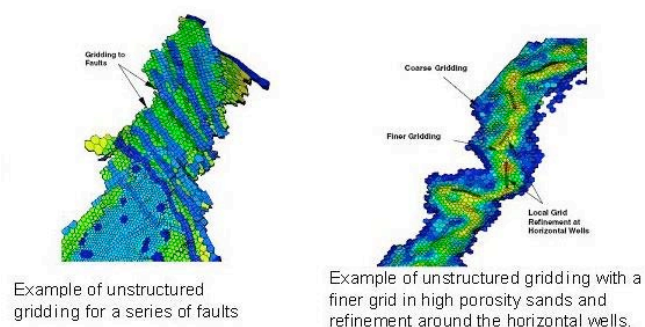 Gridding to
Faults
Coarse Gridding
Finer Gridding
Local Grid
Refinement at
Horizontal Wells
Example of unstructured
gridding for a series of faults
Example of unstructured gridding with a
finer grid in high porosity sands and
refinement around the horizontal wells.